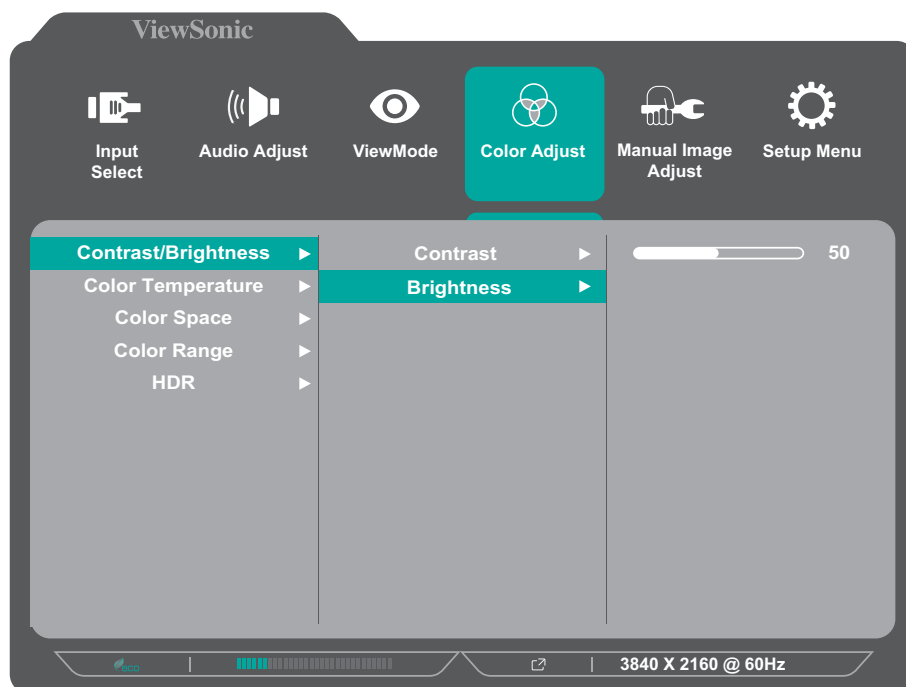 ViewSonic
Input
Select
Audio Adjust
ViewMode
Color Adjust
Manual Image
Adjust
Setup Menu
Contrast/Brightness
Color Temperature
Color Space
Color Range
HDR
Contrast
Brightness
50
eco
3840 X 2160 @ 60Hz